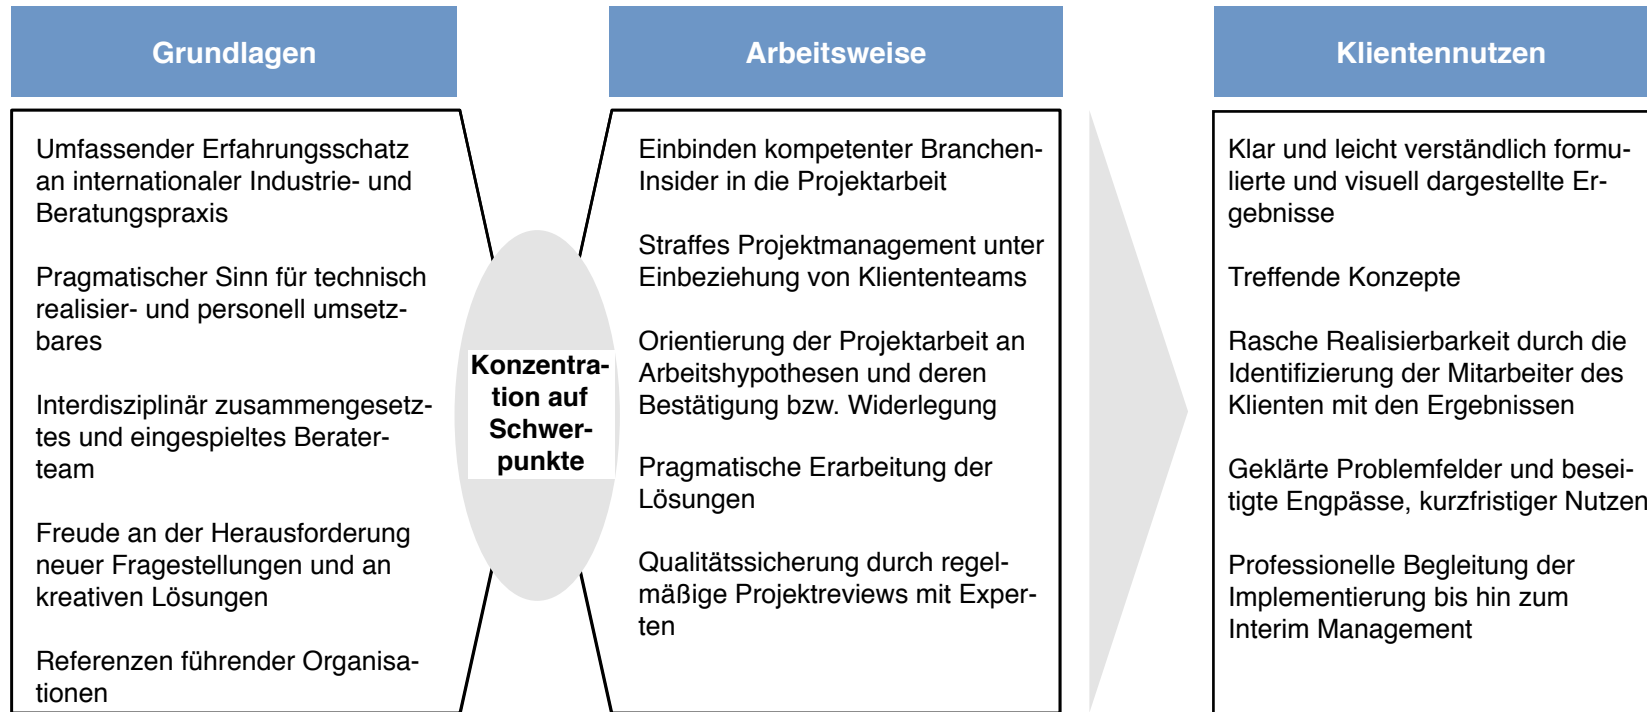 Grundlagen
Umfassender Erfahrungsschatz
an internationaler Industrie- und
Beratungspraxis
Pragmatischer Sinn für technisch
realisier- und personell umsetz-
bares
Interdisziplinär zusammengesetz-
tes und eingespieltes Berater-
team
Freude an der Herausforderung
neuer Fragestellungen und an
kreativen Lösungen
Referenzen führender Organisa-
tionen
Konzentra-
tion auf
Schwer-
punkte
Arbeitsweise
Einbinden kompetenter Branchen-
Insider in die Projektarbeit
Straffes Projektmanagement unter
Einbeziehung von Kliententeams
Orientierung der Projektarbeit an
Arbeitshypothesen und deren
Bestätigung bzw. Widerlegung
Pragmatische Erarbeitung der
Lösungen
Qualitätssicherung durch regel-
mäßige Projektreviews mit Exper-
ten
Klientennutzen
Klar und leicht verständlich formu-
lierte und visuell dargestellte Er-
gebnisse
Treffende Konzepte
Rasche Realisierbarkeit durch die
Identifizierung der Mitarbeiter des
Klienten mit den Ergebnissen
Geklärte Problemfelder und besei-
tigte Engpässe, kurzfristiger Nutzen
Professionelle Begleitung der
Implementierung bis hin zum
Interim Management